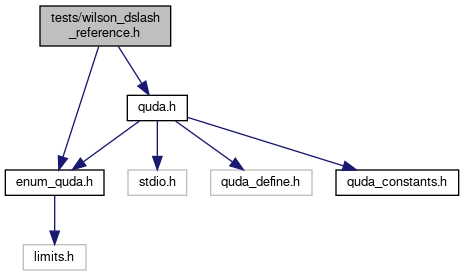 tests/wilson_dslash
_reference.h
quda.h
enum_quda.h
stdio.h
quda_define.h
quda_constants.h
limits.h